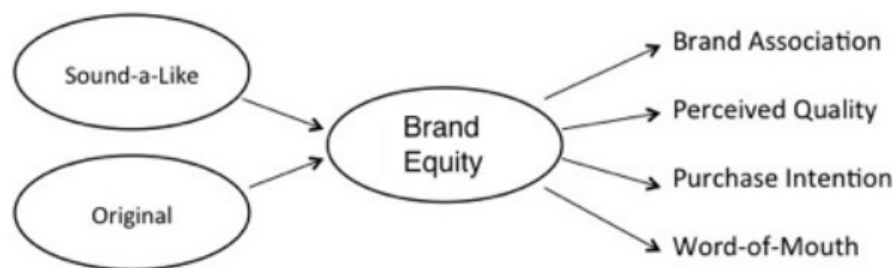 Sound-a-Like
Original
Brand
Equity
Brand Association
Perceived Quality
Purchase Intention
Word-of-Mouth